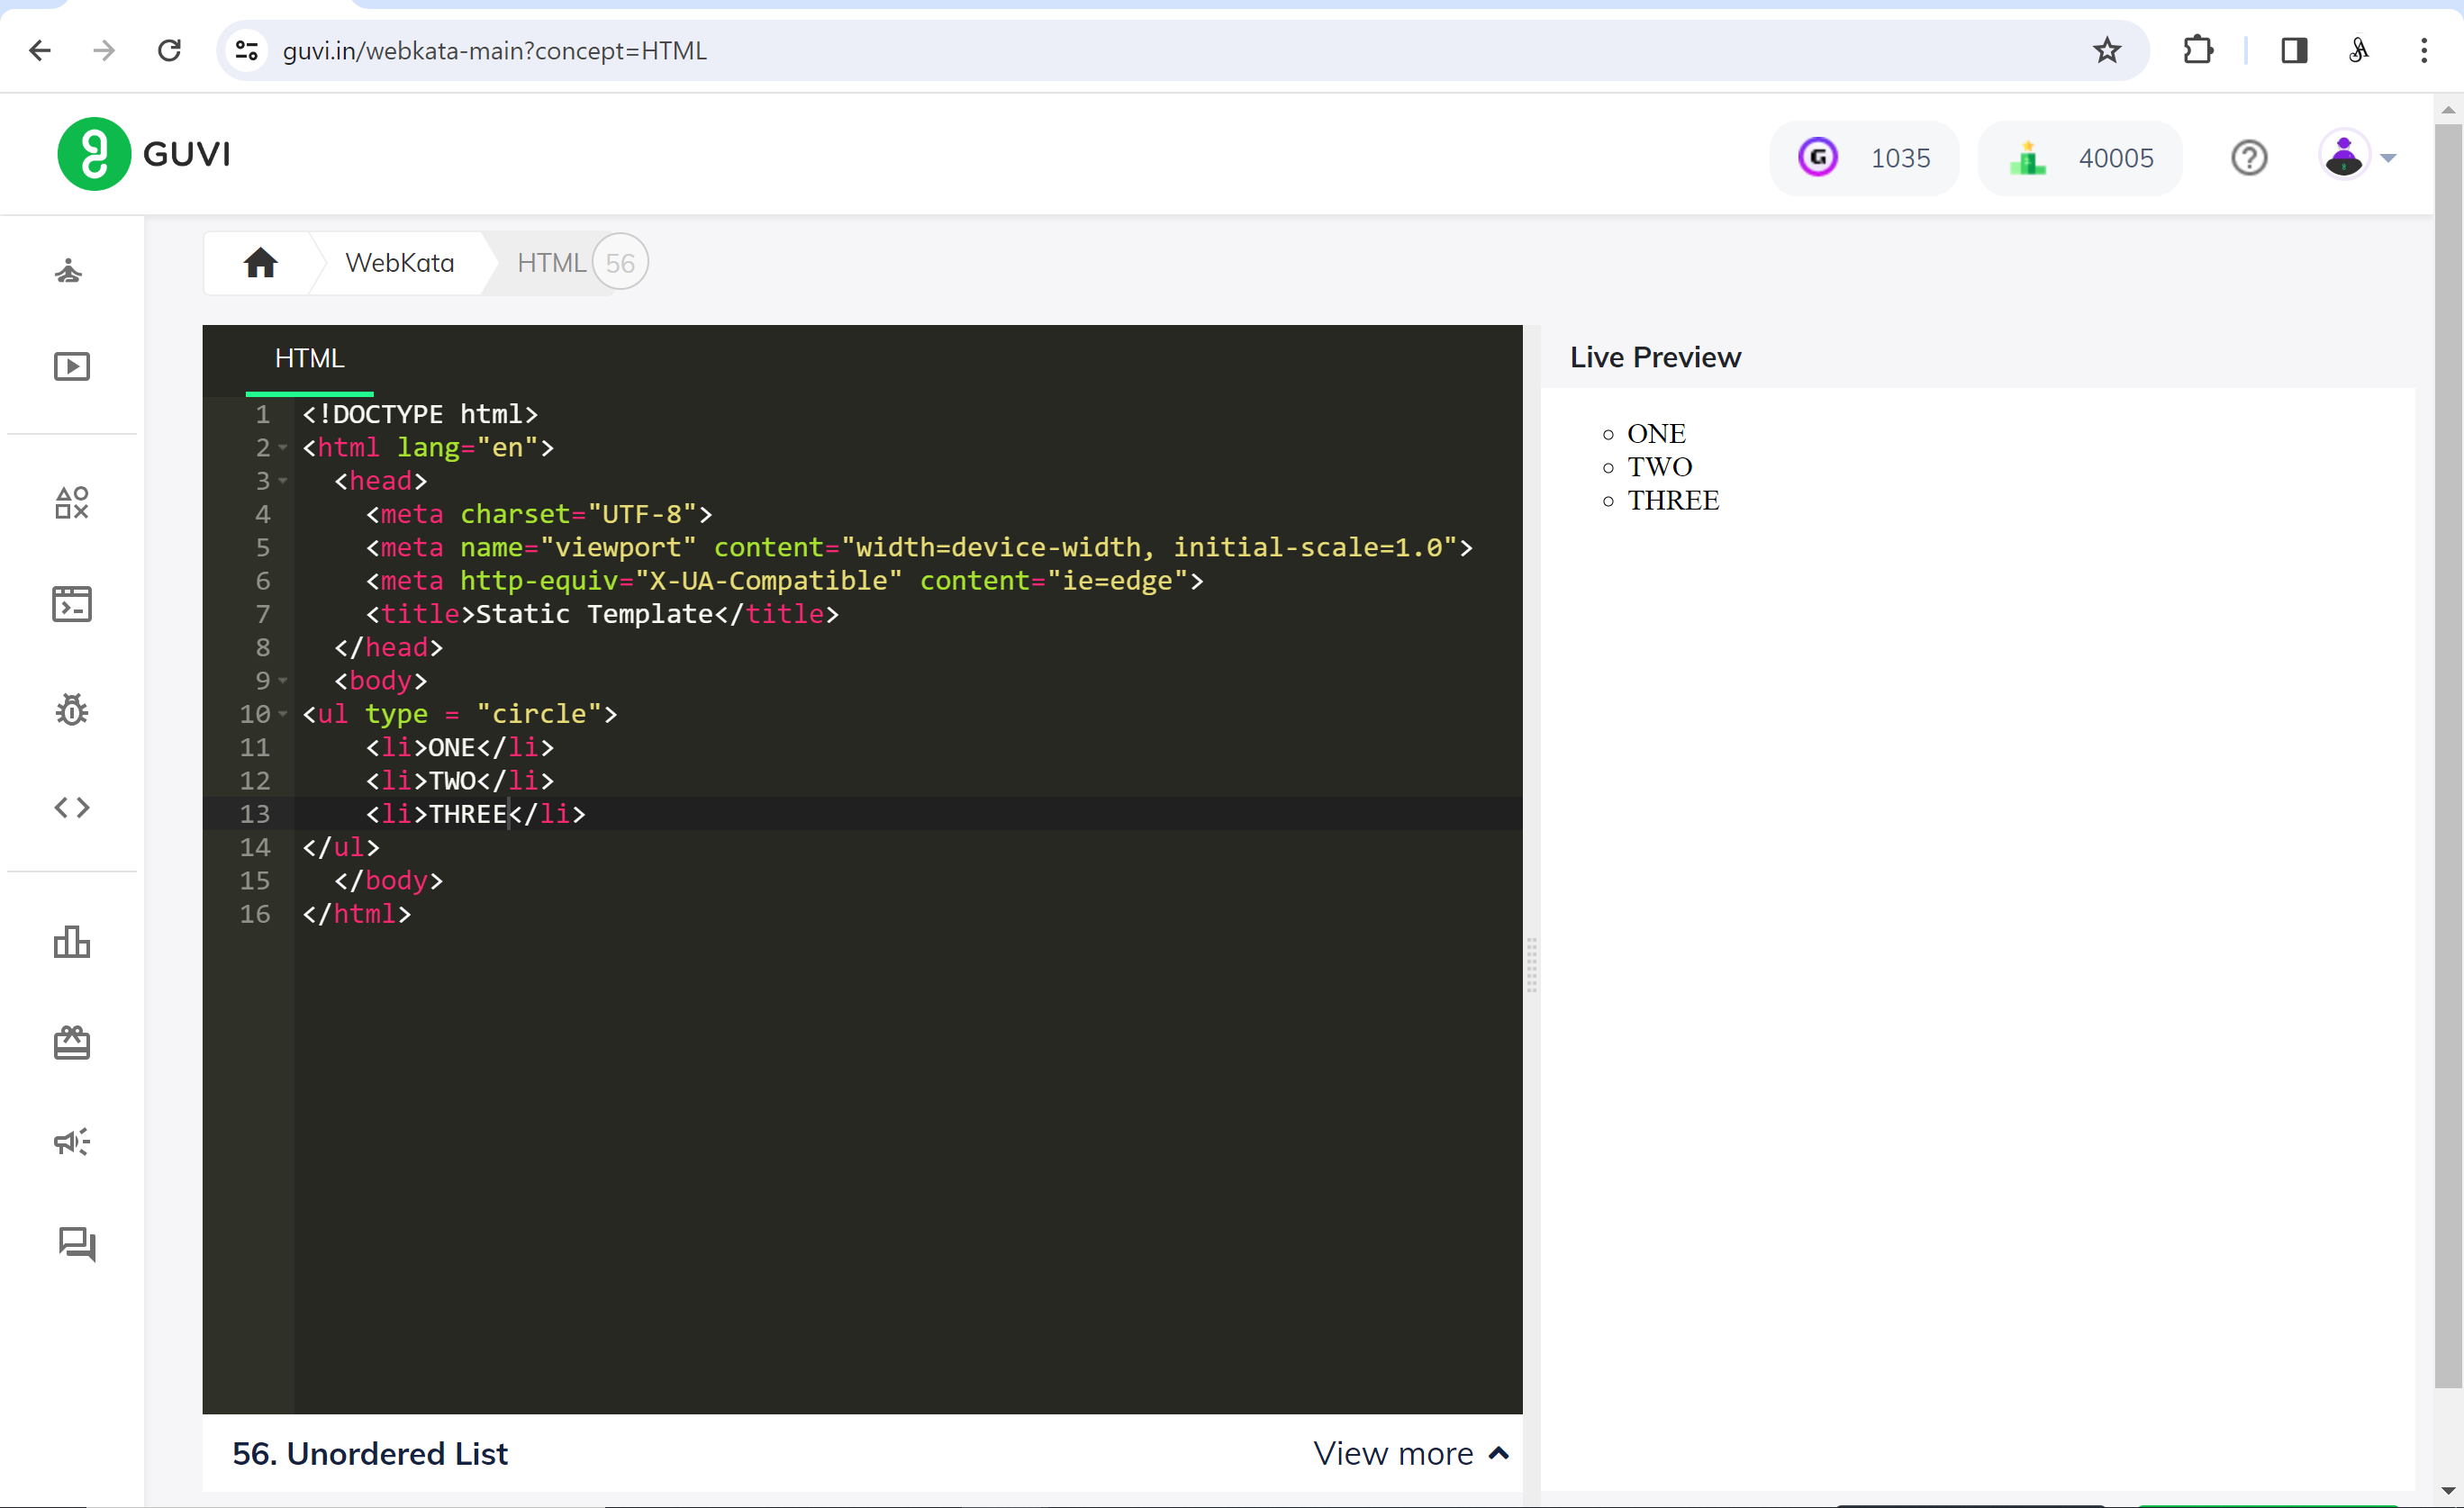 guvi.in/webkata-main?concept=HTML
GUVI
1035
40005
WebKata
HTML
56
HTML
Live Preview
1 <!DOCTYPE html>
2 <html lang="en">
3 <head>
4 <meta charset="UTF-8">
5 <meta name="viewport" content="width=device-width, initial-scale=1.0">
6 <meta http-equiv="X-UA-Compatible" content="ie=edge">
7 <title>Static Template</title>
8 </head>
9 <body>
10 <ul type = "circle">
11 <li>ONE</li>
12 <li>TWO</li>
13 <li>THREE</li>
14 </ul>
15 </body>
16 </html>
ONE
TWO
THREE
56. Unordered List
View more